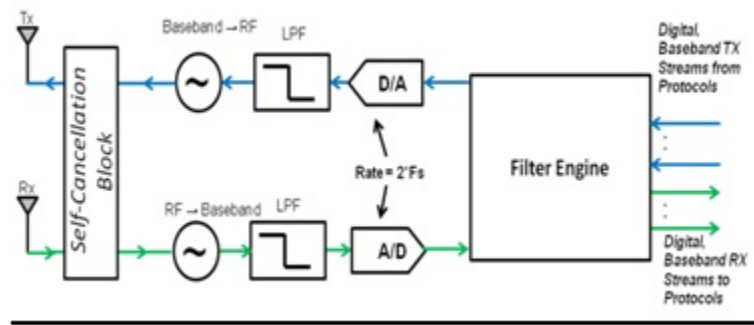 Tx
Baseband→RF
LPF
D/A
Digital,
Baseband TX
Streams from
Protocols
Self-Cancellation
Block
Rate = 2*Fs
Filter Engine
Rx
RF→Baseband
LPF
A/D
Digital,
Baseband RX
Streams to
Protocols